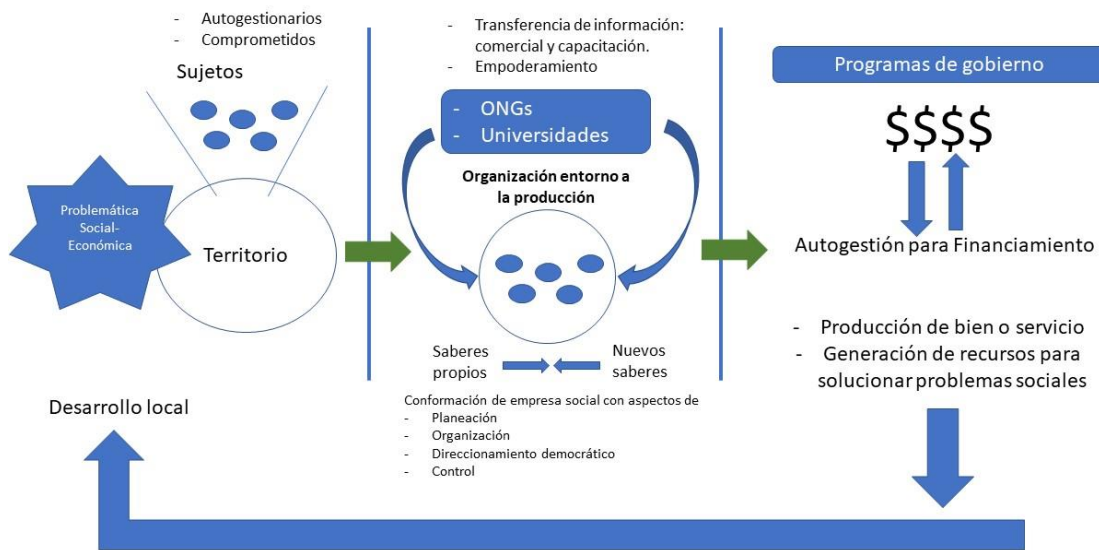 - Autogestionarios
- Comprometidos
Sujetos
Problemática
Social-
Económica
Territorio
Desarrollo local
- Transferencia de información:
comercial y capacitación.
- Empoderamiento
- ONGs
- Universidades
Organización entorno a
la producción
Saberes
propios
Nuevos
saberes
Conformación de empresa social con aspectos de
- Planeación
- Organización
- Direccionamiento democrático
- Control
Programas de gobierno
$$$$
Autogestión para Financiamiento
- Producción de bien o servicio
- Generación de recursos para
solucionar problemas sociales